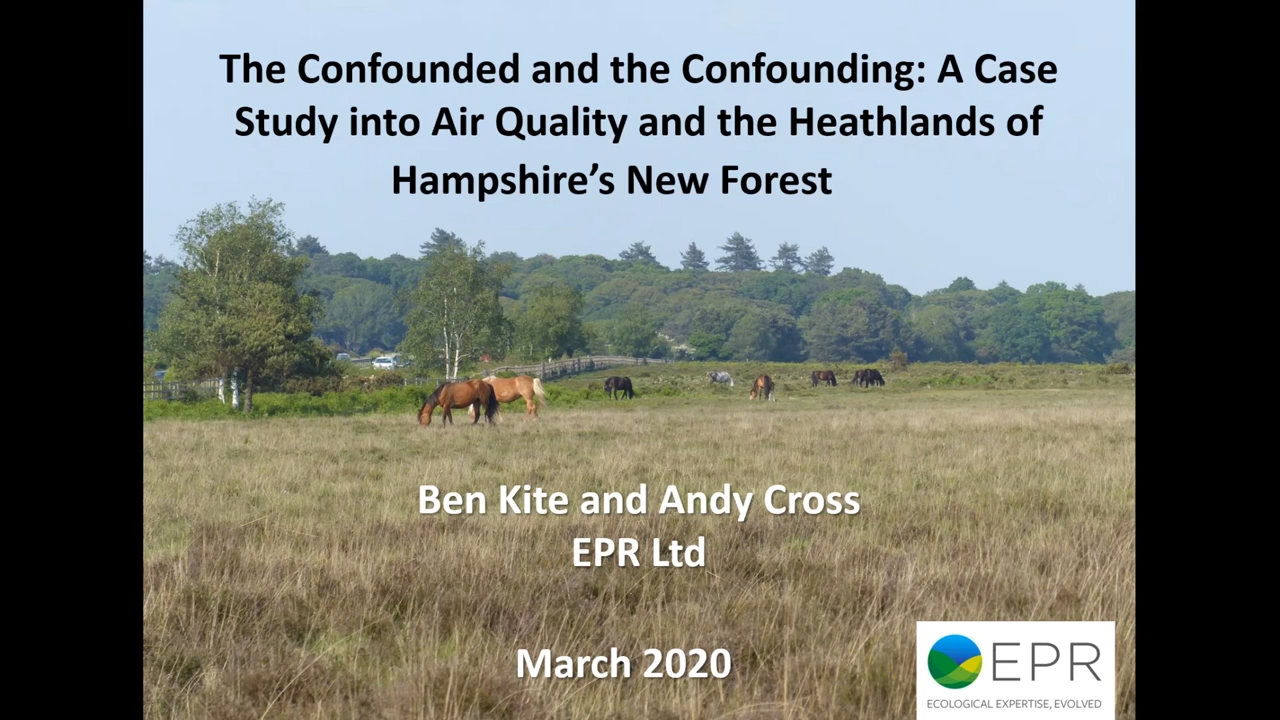 The Confounded and the Confounding: A Case
Study into Air Quality and the Heathlands of
Hampshire's New Forest
Ben Kite and Andy Cross
EPR Ltd
March 2020
EPR
ECOLOGICAL EXPERTISE, EVOLVED